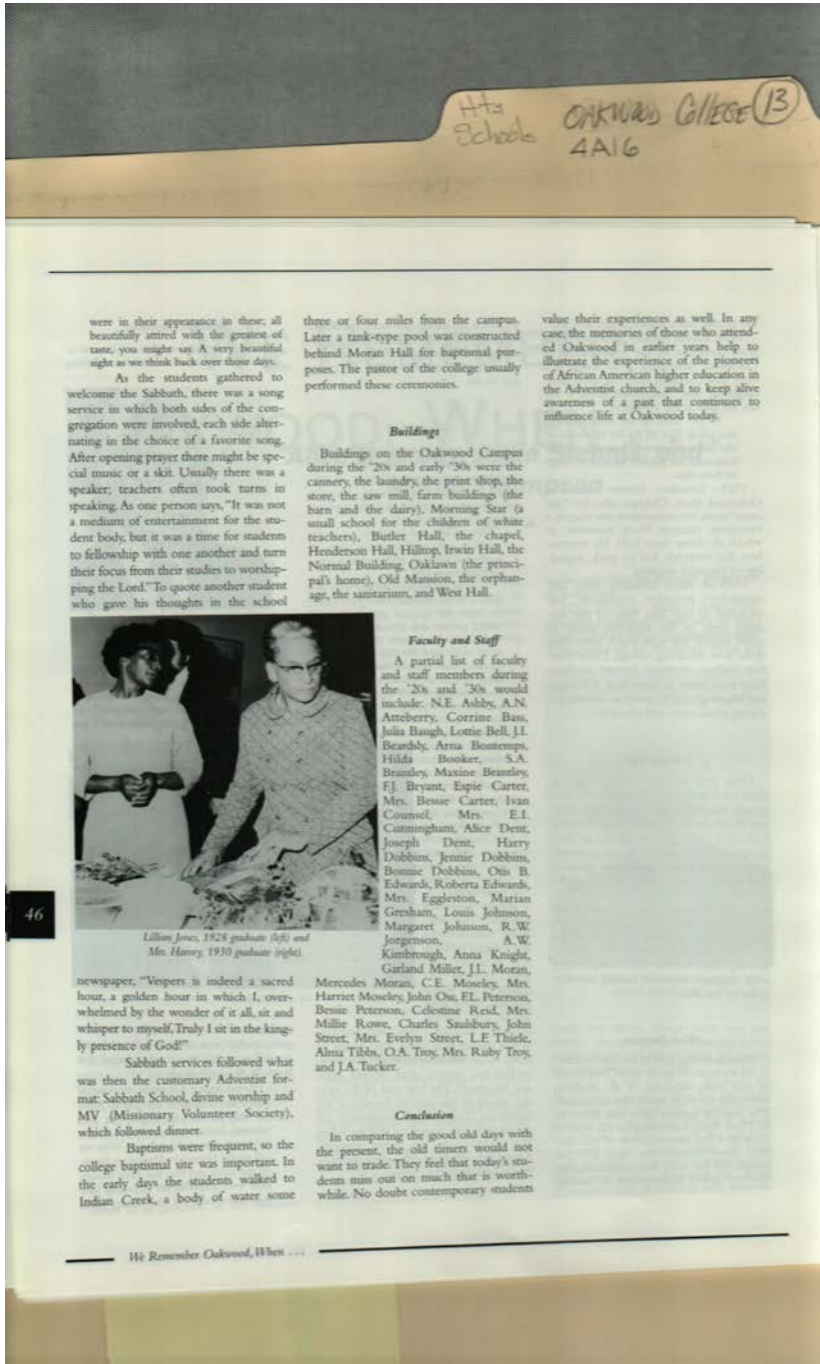 Hts
Schools
OAKWOOD COllEGE 13
4A16
were in their appearance in these; all
beautifully attired with the greatest of
taste, you might say. A very beautiful
sight as we think back over those days.
As the students gathered to
welcome the Sabbath, there was a song
service in which both sides of the con-
gregation were involved, each side alter-
nating in the choice of a favorite song.
After opening prayer there might be spe-
cial music or a skit. Usually there was a
speaker; teachers often took turns in
speaking. As one person says, "It was not
a medium of entertainment for the stu-
dent body, but it was a time for students
to fellowship with one another and turn
their focus from their studies to worship-
ping the Lord." To quote another student
who gave his thoughts in the school
Lillian Jones, 1928 graduate (left) and
Mrs. Harvey, 1930 graduate (right).
newspaper, "Vespers is indeed a sacred
hour, a golden hour in which I, over-
whelmed by the wonder of it all, sit and
whisper to myself, Truly I sit in the king-
ly presence of God!"
Sabbath services followed what
was then the customary Adventist for-
mat: Sabbath School, divine worship and
MV (Missionary Volunteer Society),
which followed dinner.
Baptisms were frequent, so the
college baptismal site was important. In
the early days the students walked to
Indian Creek, a body of water some
three or four miles from the campus.
Later a tank-type pool was constructed
behind Moran Hall for baptismal pur-
poses. The pastor of the college usually
performed these ceremonies.
Buildings
Buildings on the Oakwood Campus
during the '20s and early '30s were the
cannery, the laundry, the print shop, the
store, the saw mill, farm buildings (the
barn and the dairy), Morning Star (a
small school for the children of white
teachers), Butler Hall, the chapel,
Henderson Hall, Hilltop, Irwin Hall, the
Normal Building, Oaklawn (the princi-
pal's home), Old Mansion, the orphan-
age, the sanitarium, and West Hall.
Faculty and Staff
A partial list of faculty
and staff members during
the '20s and '30s would
include: N.E. Ashby, A.N.
Atteberry, Corrine Bass,
Julia Baugh, Lottie Bell, J.I.
Beardsly, Arna Bontemps,
Hilda Booker, S.A.
Brantley, Maxine Brantley,
F.J. Bryant, Espie Carter,
Mrs. Bessie Carter, Ivan
Counsel, Mrs. E.I.
Cunningham, Alice Dent,
Joseph Dent, Harry
Dobbins, Jennie Dobbins,
Bonnie Dobbins, Otis B.
Edwards, Roberta Edwards,
Mrs. Eggleston, Marian
Gresham, Louis Johnson,
Margaret Johnson, R.W.
Jorgenson, A.W.
Kimbrough, Anna Knight,
Garland Millet, J.L. Moran,
Mercedes Moran, C.E. Moseley, Mrs.
Harriet Moseley, John Oss, F.L. Peterson,
Bessie Peterson, Celestine Reid, Mrs.
Millie Rowe, Charles Saulsbury, John
Street, Mrs. Evelyn Street, L.F. Thiele,
Alma Tibbs, O.A. Troy, Mrs. Ruby Troy,
and J.A. Tucker.
Conclusion
In comparing the good old days with
the present, the old timers would not
want to trade. They feel that today's stu-
dents miss out on much that is worth-
while. No doubt contemporary students
value their experiences as well. In any
case, the memories of those who attend-
ed Oakwood in earlier years help to
illustrate the experience of the pioneers
of African American higher education in
the Adventist church, and to keep alive
awareness of a past that continues to
influence life at Oakwood today.
46
We Remember Oakwood, When . . .